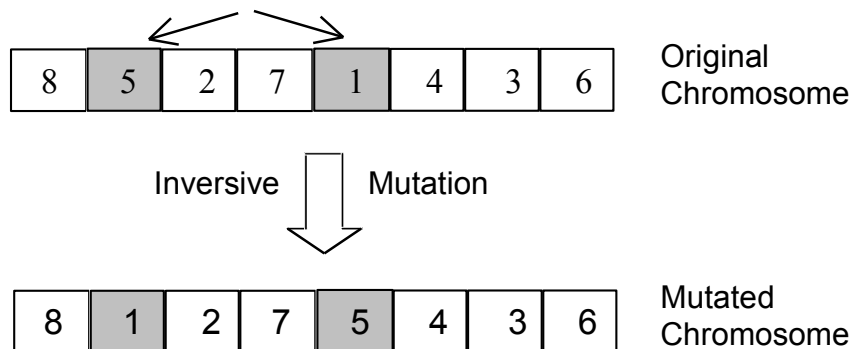 8 5 2 7 1 4 3 6
Original
Chromosome
Inversive Mutation
8 1 2 7 5 4 3 6
Mutated
Chromosome